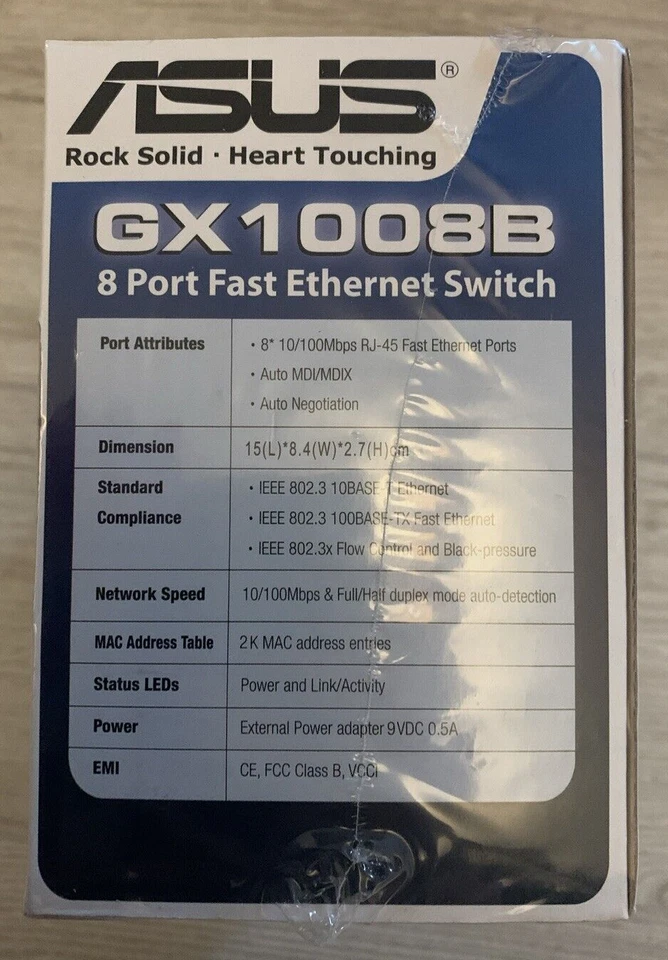 ASUS®
Rock Solid · Heart Touching
GX1008B
8 Port Fast Ethernet Switch
Port Attributes • 8* 10/100Mbps RJ-45 Fast Ethernet Ports
• Auto MDI/MDIX
• Auto Negotiation
Dimension 15(L)*8.4(W)*2.7(H)cm
Standard • IEEE 802.3 10BASE-T Ethernet
Compliance • IEEE 802.3 100BASE-TX Fast Ethernet
• IEEE 802.3x Flow Control and Black-pressure
Network Speed 10/100Mbps & Full/Half duplex mode auto-detection
MAC Address Table 2K MAC address entries
Status LEDs Power and Link/Activity
Power External Power adapter 9VDC 0.5A
EMI CE, FCC Class B, VCCI